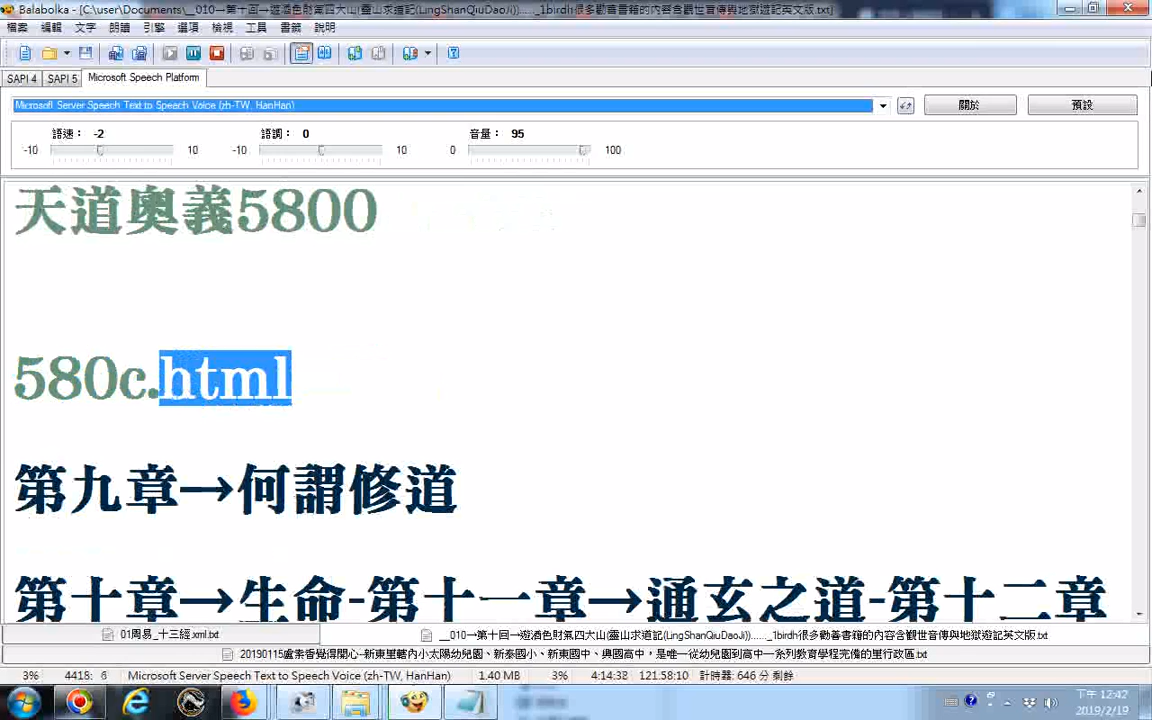 Balabolka - [C:\user\Documents\__010→第十回→遊酒色財氣四大山(靈山求道記(LingShanQiuDaoJi))......_1birdh很多勸善書籍的內容含觀世音傳與地獄遊記英文版.txt]
檔案 編輯 文字 朗讀 引擎 選項 檢視 工具 書籤 說明
SAPI 4 SAPI 5 Microsoft Speech Platform
Microsoft Server Speech Text to Speech Voice (zh-TW, HanHan) 關於 預設
語速： -2 語調： 0 音量： 95
-10 10 -10 10 0 100
天道奧義5800
580c.html
第九章→何謂修道
第十章→生命-第十一章→通玄之道-第十二章
01周易_十三經.xml.txt __010→第十回→遊酒色財氣四大山(靈山求道記(LingShanQiuDaoJi))......_1birdh很多勸善書籍的內容含觀世音傳與地獄遊記英文版.txt
20190115盧素香覺得開心-新東里轄內小太陽幼兒園、新泰國小、新東國中、興國高中，是唯一從幼兒園到高中一系列教育學程完備的里行政區.txt
3% 4418: 6 Microsoft Server Speech Text to Speech Voice (zh-TW, HanHan) 1.40 MB 3% 4:14:38 121:58:10 計時器: 646 分 剩餘
下午 12:42
2019/2/19